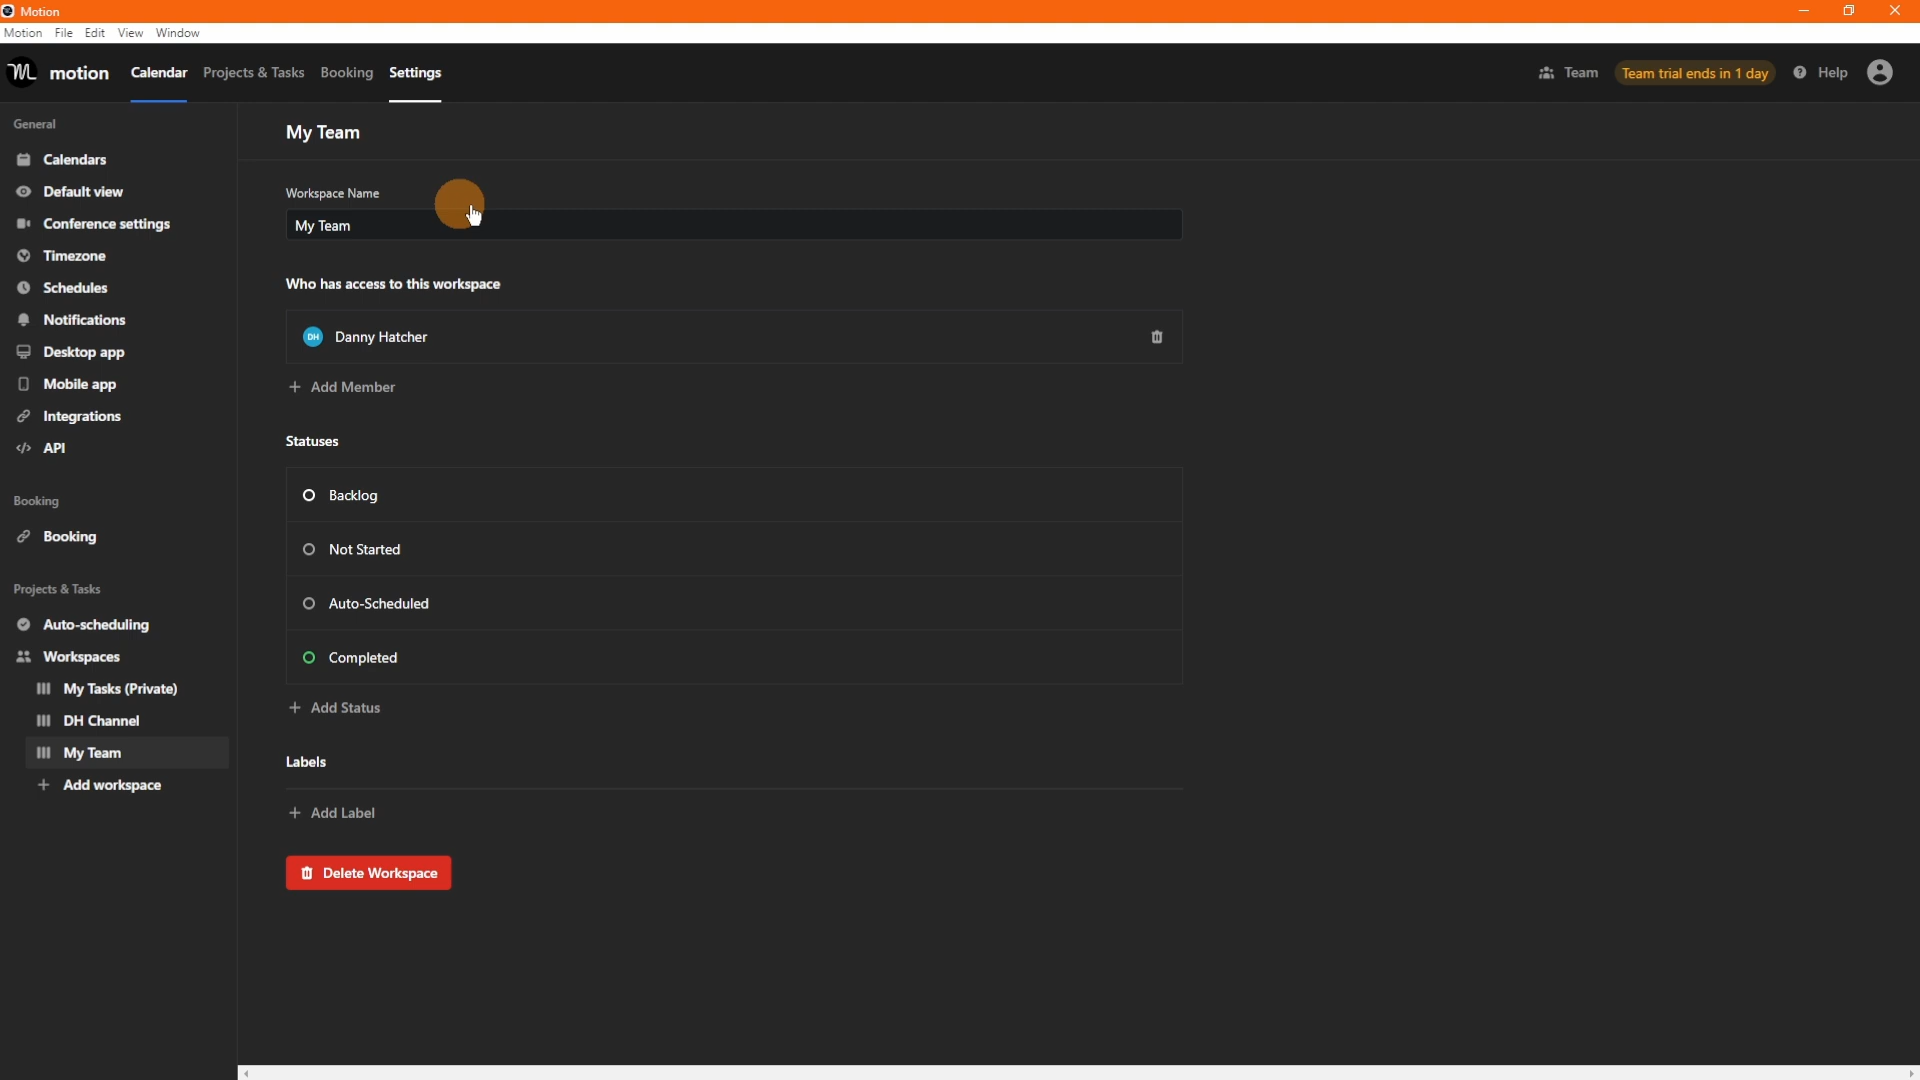 Motion
Motion File Edit View Window
motion Calendar Projects & Tasks Booking Settings Team Team trial ends in 1 day Help
General
Calendars
Default view
Conference settings
Timezone
Schedules
Notifications
Desktop app
Mobile app
Integrations
API
Booking
Booking
Projects & Tasks
Auto-scheduling
Workspaces
My Tasks (Private)
DH Channel
My Team
Add workspace
My Team
Workspace Name
My Team
Who has access to this workspace
DH Danny Hatcher
Add Member
Statuses
Backlog
Not Started
Auto-Scheduled
Completed
Add Status
Labels
Add Label
Delete Workspace